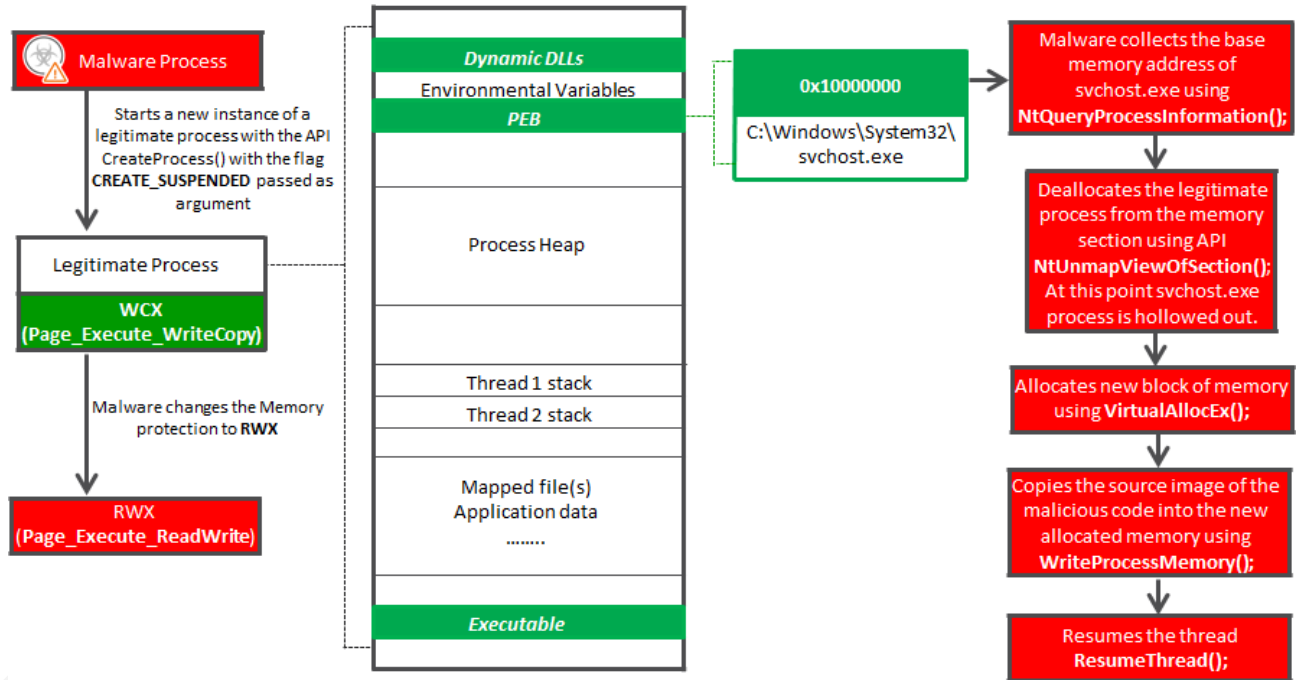 Malware Process
Starts a new instance of a
legitimate process with the API
CreateProcess() with the flag
CREATE_SUSPENDED passed as
argument
Legitimate Process
WCX
(Page_Execute_WriteCopy)
Malware changes the Memory
protection to RWX
RWX
(Page_Execute_ReadWrite)
Dynamic DLLs
Environmental Variables
PEB
Process Heap
Thread 1 stack
Thread 2 stack
Mapped file(s)
Application data
........
Executable
0x10000000
C:\Windows\System32\
svchost.exe
Malware collects the base
memory address of
svchost.exe using
NtQueryProcessInformation();
Deallocates the legitimate
process from the memory
section using API
NtUnmapViewOfSection();
At this point svchost.exe
process is hollowed out.
Allocates new block of memory
using VirtualAllocEx();
Copies the source image of the
malicious code into the new
allocated memory using
WriteProcessMemory();
Resumes the thread
ResumeThread();